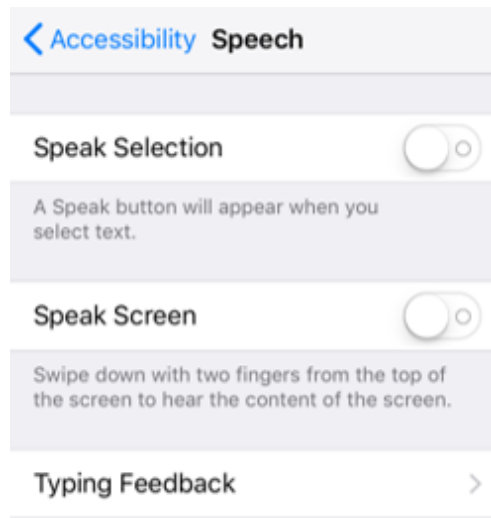 Accessibility Speech
Speak Selection
A Speak button will appear when you
select text.
Speak Screen
Swipe down with two fingers from the top of
the screen to hear the content of the screen.
Typing Feedback